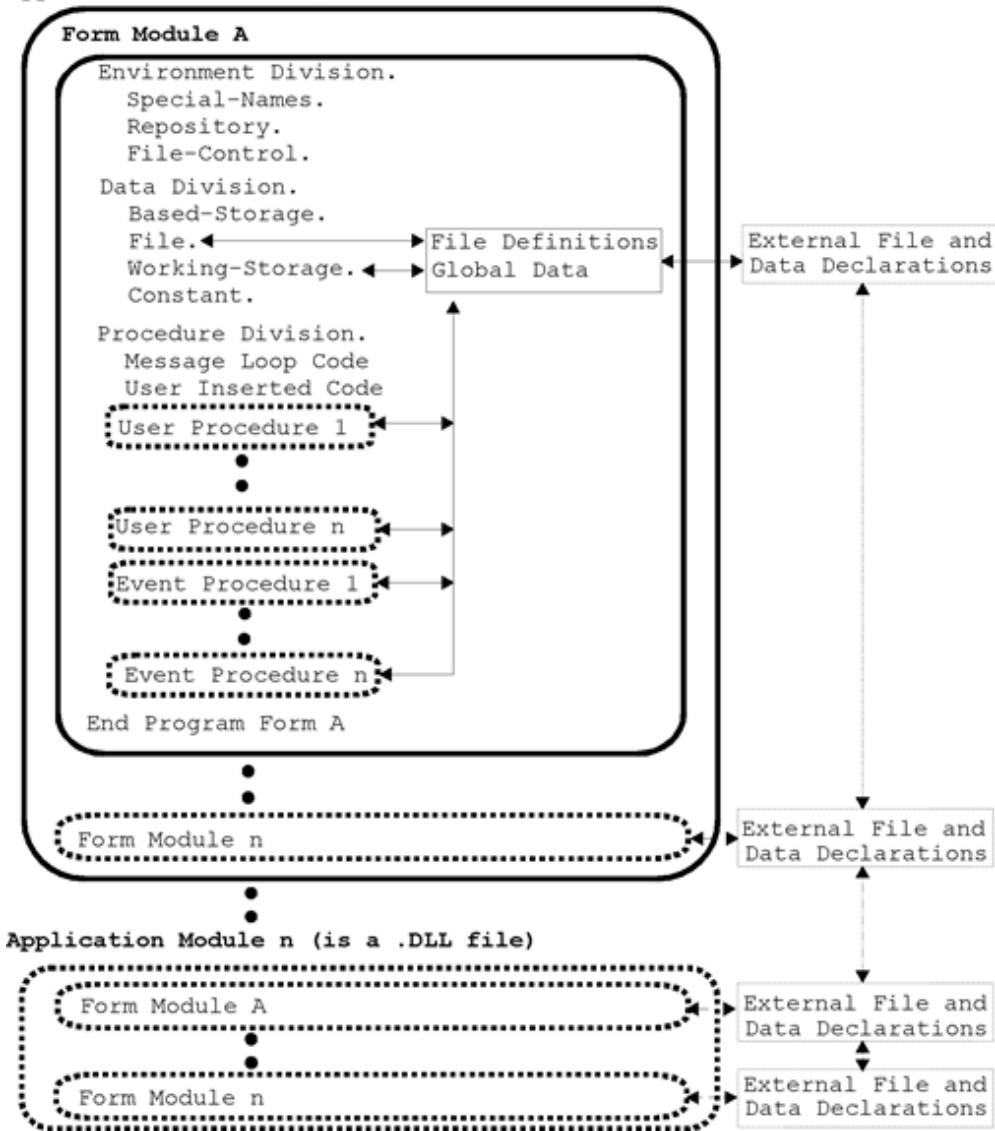 Form Module A
Environment Division.
Special-Names.
Repository.
File-Control.
Data Division.
Based-Storage.
File.
Working-Storage.
Constant.
File Definitions
Global Data
External File and
Data Declarations
Procedure Division.
Message Loop Code
User Inserted Code
User Procedure 1
User Procedure n
Event Procedure 1
Event Procedure n
End Program Form A
Form Module n
External File and
Data Declarations
Application Module n (is a .DLL file)
Form Module A
External File and
Data Declarations
Form Module n
External File and
Data Declarations